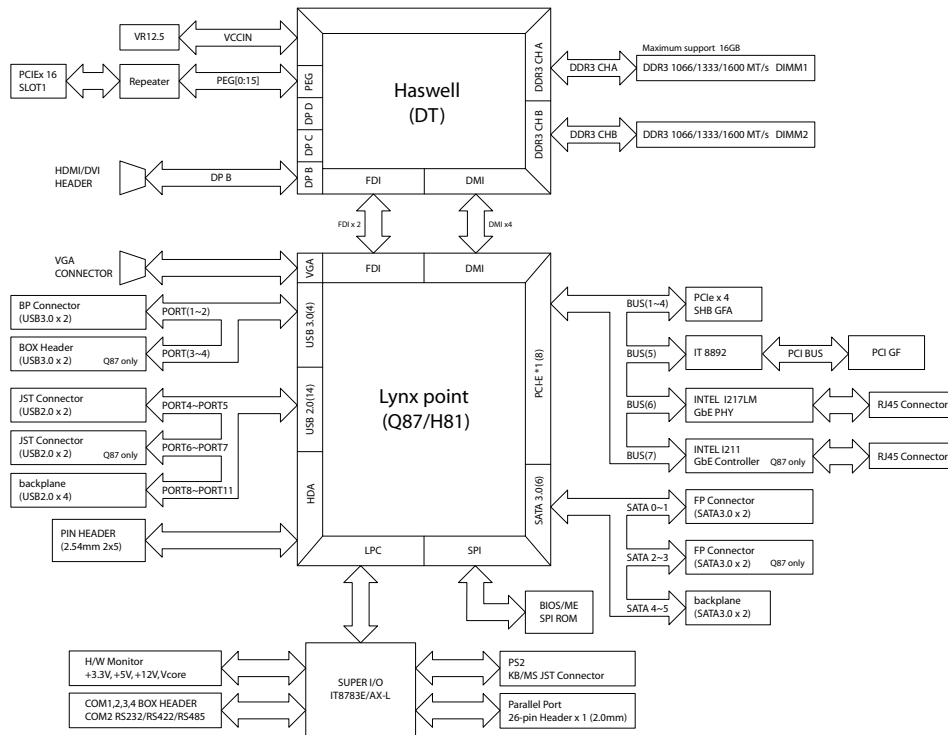 VR12.5
VCCIN
PCIEx 16
SLOT1
Repeater
PEG[0:15]
PEG
DP D
DP C
DP B
HDMI/DVI
HEADER
DP B
Haswell
(DT)
FDI
DMI
DDR3 CH A
DDR3 CH B
DDR3 CHA
Maximum support 16GB
DDR3 1066/1333/1600 MT/s DIMM1
DDR3 CHB
DDR3 1066/1333/1600 MT/s DIMM2
FDI x 2
DMI x4
VGA
CONNECTOR
VGA
FDI
DMI
BP Connector
(USB3.0 x 2)
PORT(1~2)
BOX Header
(USB3.0 x 2)
Q87 only
PORT(3~4)
USB 3.0(4)
JST Connector
(USB2.0 x 2)
PORT4~PORT5
JST Connector
(USB2.0 x 2)
Q87 only
PORT6~PORT7
backplane
(USB2.0 x 4)
PORT8~PORT11
USB 2.0(14)
PIN HEADER
(2.54mm 2x5)
HDA
Lynx point
(Q87/H81)
LPC
SPI
PCI-E *1 (8)
SATA 3.0(6)
BUS(1~4)
PCIe x 4
SHB GFA
BUS(5)
IT 8892
PCI BUS
PCI GF
BUS(6)
INTEL I217LM
GbE PHY
RJ45 Connector
BUS(7)
INTEL I211
GbE Controller
Q87 only
RJ45 Connector
SATA 0~1
FP Connector
(SATA3.0 x 2)
SATA 2~3
FP Connector
(SATA3.0 x 2)
Q87 only
SATA 4~5
backplane
(SATA3.0 x 2)
BIOS/ME
SPI ROM
H/W Monitor
+3.3V, +5V, +12V, Vcore
COM1,2,3,4 BOX HEADER
COM2 RS232/RS422/RS485
SUPER I/O
IT8783E/AX-L
PS2
KB/MS JST Connector
Parallel Port
26-pin Header x 1 (2.0mm)